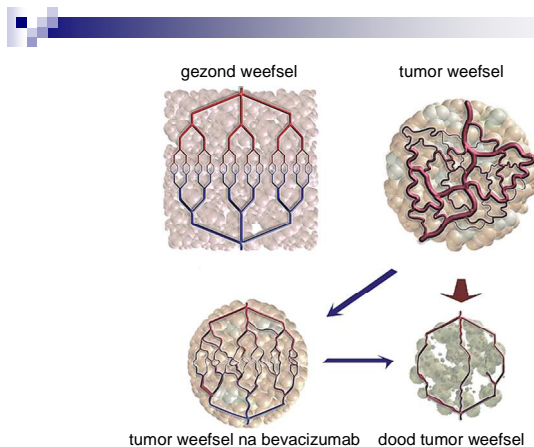 gezond weefsel
tumor weefsel
tumor weefsel na bevacizumab
dood tumor weefsel